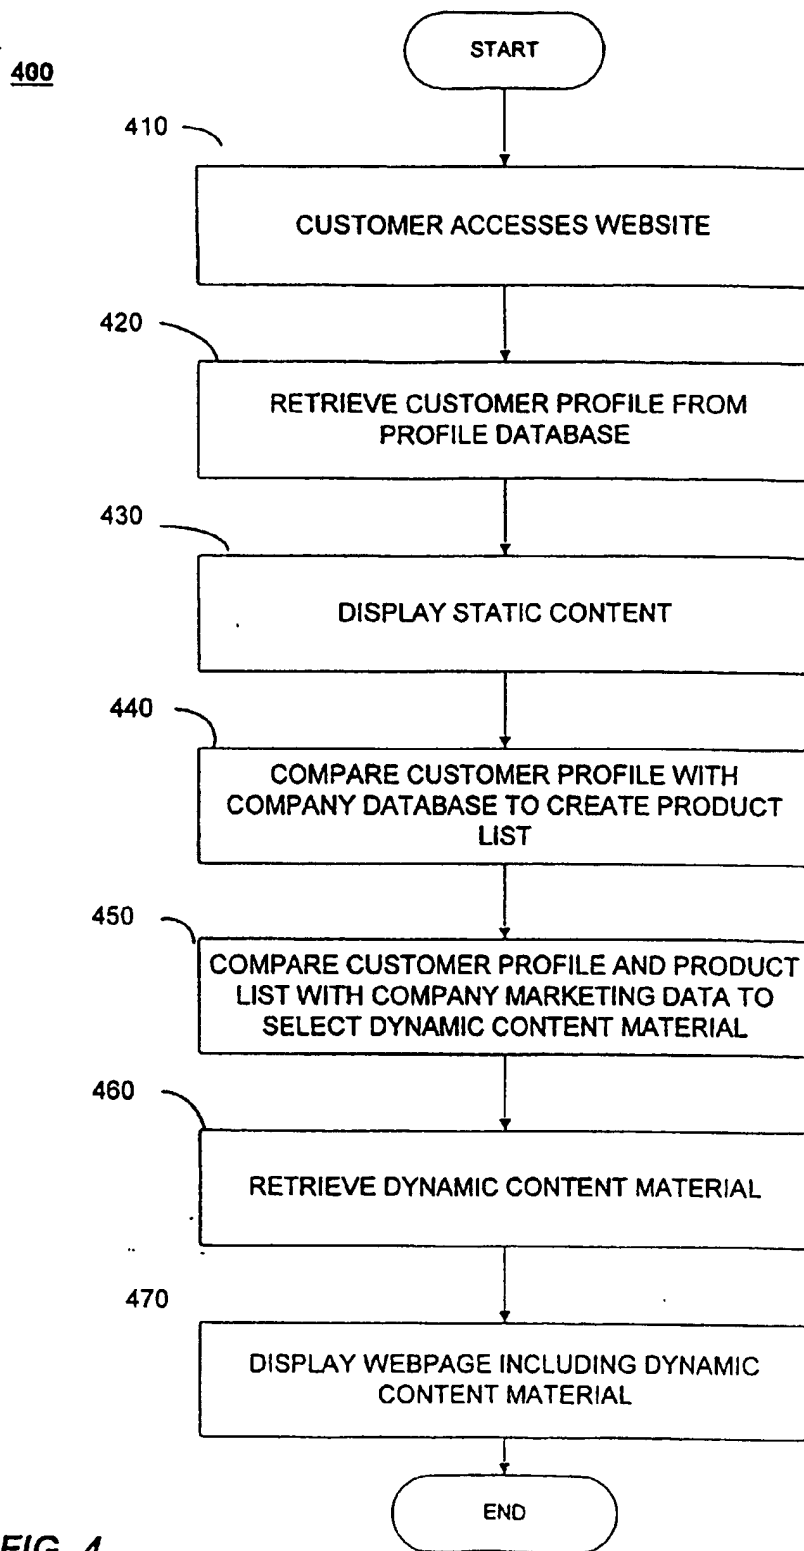 400
START
410
CUSTOMER ACCESSES WEBSITE
420
RETRIEVE CUSTOMER PROFILE FROM
PROFILE DATABASE
430
DISPLAY STATIC CONTENT
440
COMPARE CUSTOMER PROFILE WITH
COMPANY DATABASE TO CREATE PRODUCT
LIST
450
COMPARE CUSTOMER PROFILE AND PRODUCT
LIST WITH COMPANY MARKETING DATA TO
SELECT DYNAMIC CONTENT MATERIAL
460
RETRIEVE DYNAMIC CONTENT MATERIAL
470
DISPLAY WEBPAGE INCLUDING DYNAMIC
CONTENT MATERIAL
END
FIG. 4